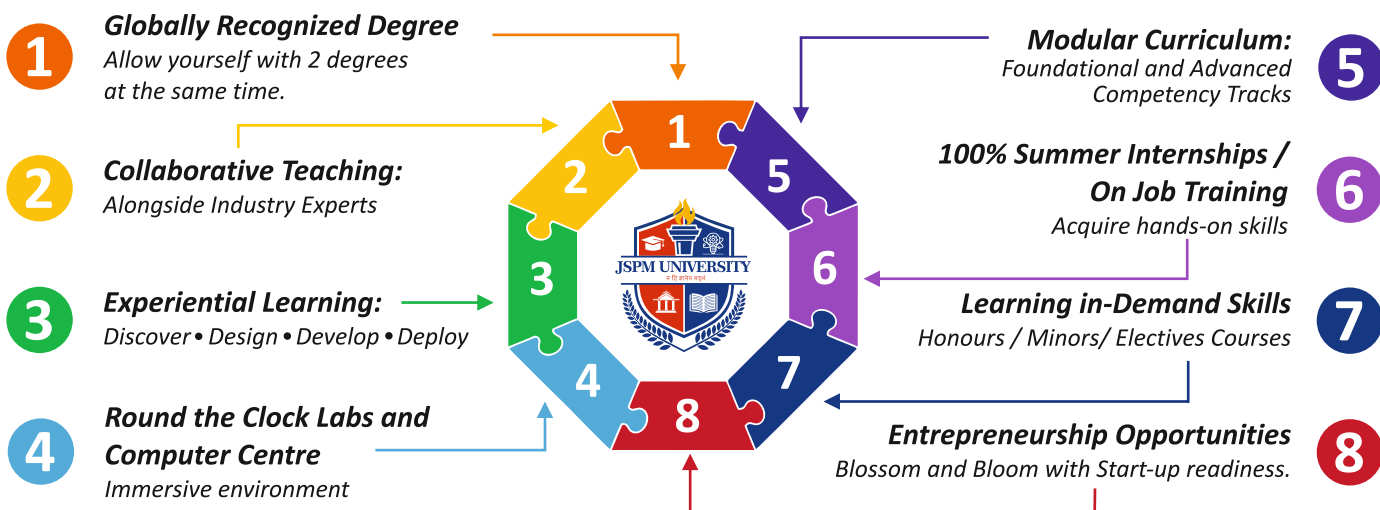 1
Globally Recognized Degree
Allow yourself with 2 degrees
at the same time.
2
Collaborative Teaching:
Alongside Industry Experts
3
Experiential Learning:
Discover • Design • Develop • Deploy
4
Round the Clock Labs and
Computer Centre
Immersive environment
1
2
3
4
5
6
7
8
JSPM UNIVERSITY
Modular Curriculum:
5
Foundational and Advanced
Competency Tracks
100% Summer Internships /
6
On Job Training
Acquire hands-on skills
Learning in-Demand Skills
7
Honours / Minors/ Electives Courses
Entrepreneurship Opportunities
8
Blossom and Bloom with Start-up readiness.